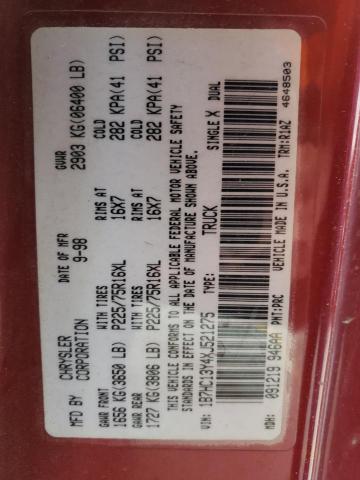 MFD BY CHRYSLER CORPORATION DATE OF MFR 9-98 GVWR 2903 KG(06400 LB)
GAWR FRONT WITH TIRES RIMS AT COLD
1656 KG(3650 LB) P225/75R16XL 16X7 282 KPA(41 PSI)
GAWR REAR WITH TIRES RIMS AT COLD
1727 KG(3806 LB) P225/75R16XL 16X7 282 KPA(41 PSI)
THIS VEHICLE CONFORMS TO ALL APPLICABLE FEDERAL MOTOR VEHICLE SAFETY
STANDARDS IN EFFECT ON THE DATE OF MANUFACTURE SHOWN ABOVE.
VIN: 1B7HC13Y4XJ521275 TYPE: TRUCK SINGLE X DUAL
MDH: 091219 946AA PNT:PRC VEHICLE MADE IN U.S.A. TRM:R1AZ
4648503